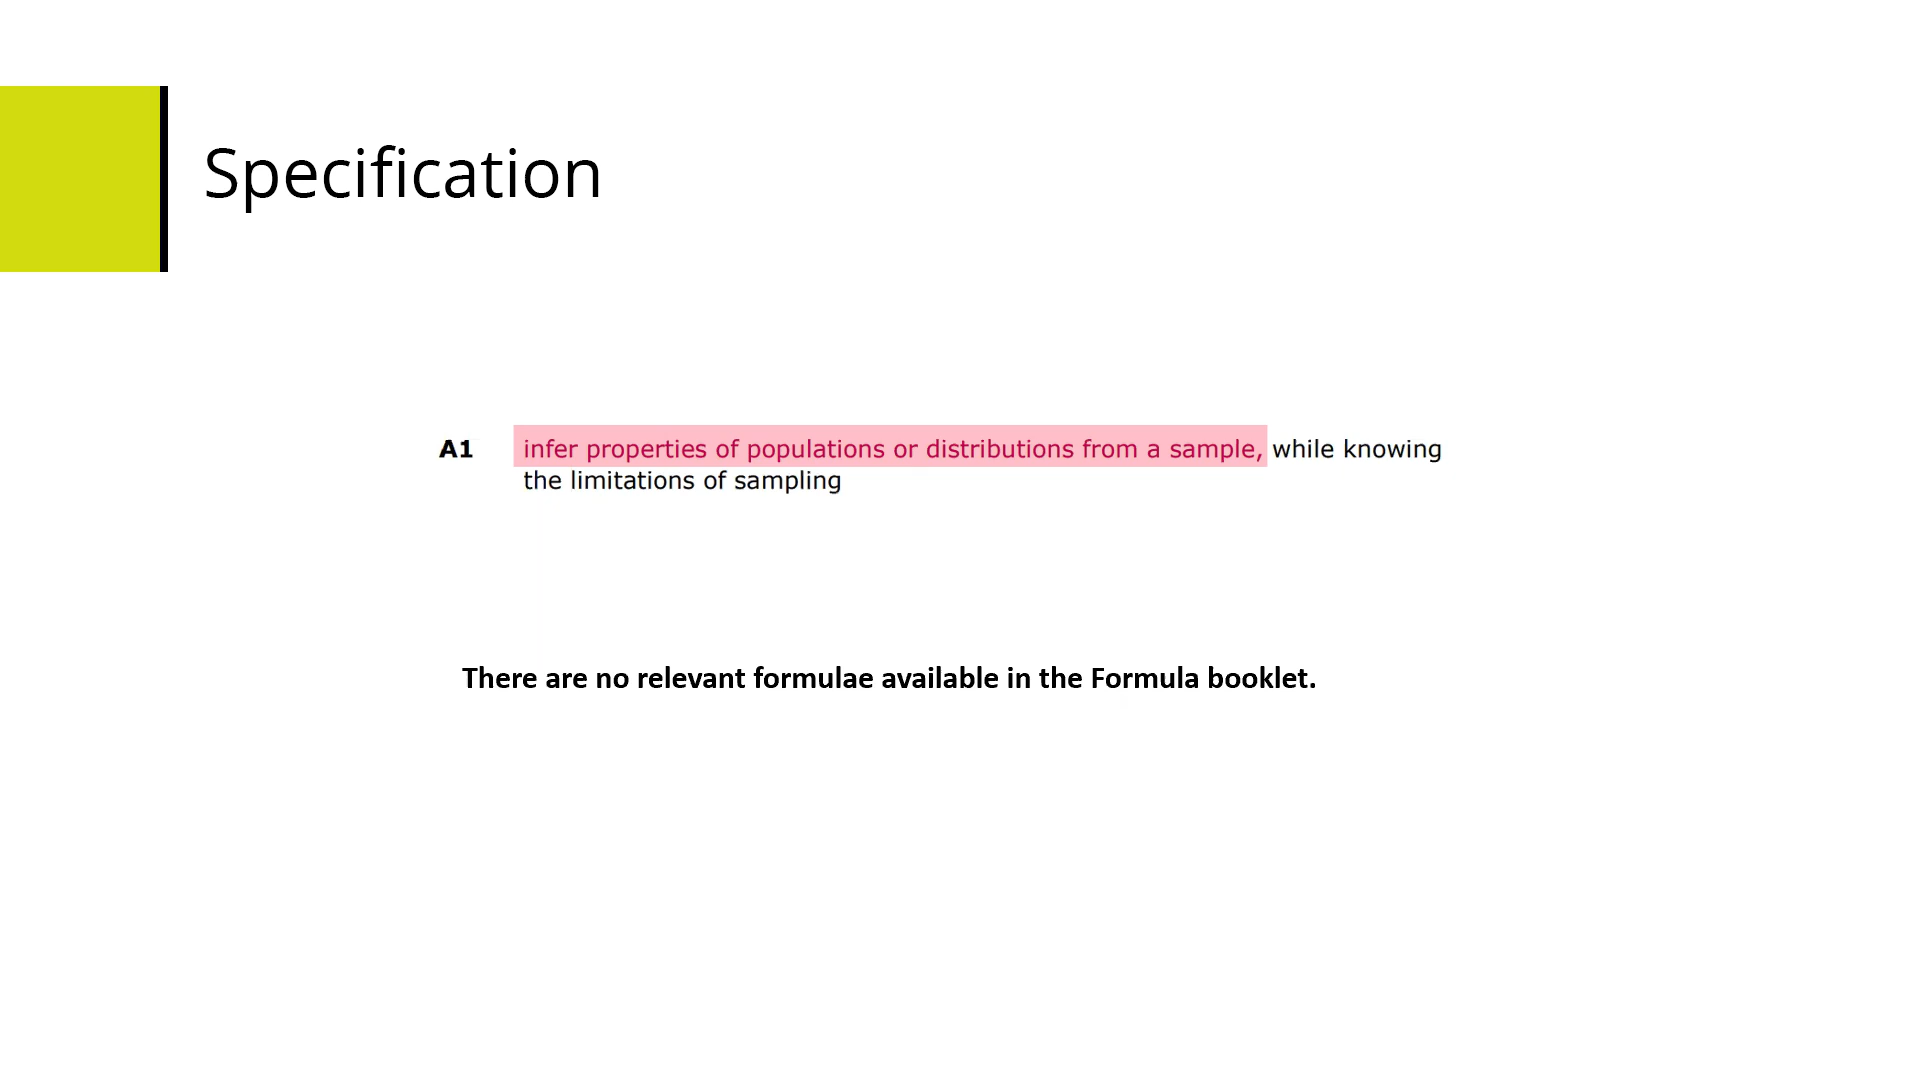 Specification
A1 infer properties of populations or distributions from a sample, while knowing
the limitations of sampling
There are no relevant formulae available in the Formula booklet.